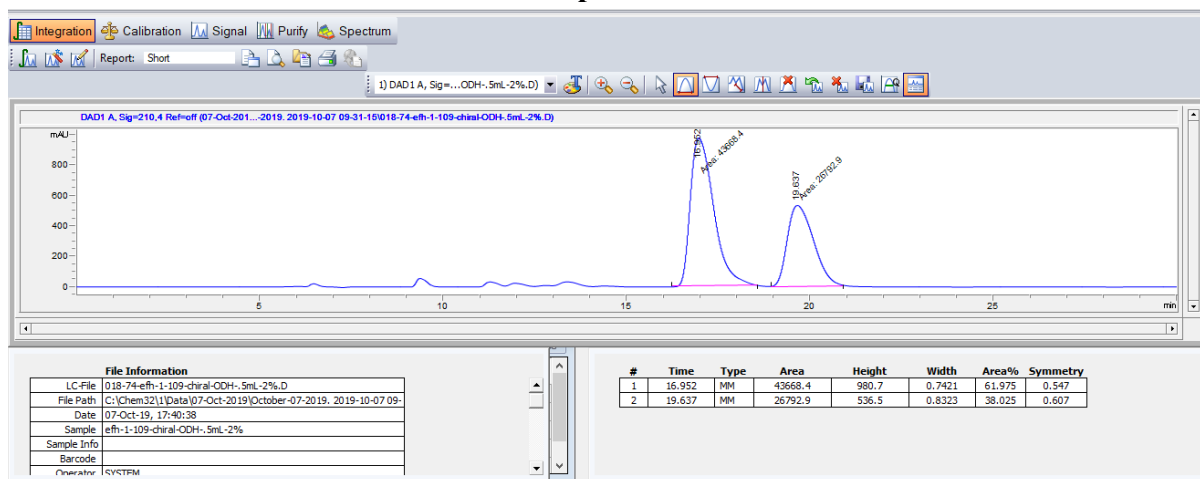 Integration Calibration Signal Purify Spectrum
Report: Short
1) DAD1 A, Sig=...ODH-.5mL-2%.D)
DAD1 A, Sig=210,4 Ref=off (07-Oct-201...-2019. 2019-10-07 09-31-15\018-74-efh-1-109-chiral-ODH-.5mL-2%.D)
mAU
800
600
400
200
0
16.952
Area: 43668.4
19.637
Area: 26792.9
5 10 15 20 25 min
File Information
LC-File 018-74-efh-1-109-chiral-ODH-.5mL-2%.D
File Path C:\Chem32\1\Data\07-Oct-2019\October-07-2019. 2019-10-07 09-
Date 07-Oct-19, 17:40:38
Sample efh-1-109-chiral-ODH-.5mL-2%
Sample Info
Barcode
Operator SYSTEM
# Time Type Area Height Width Area% Symmetry
1 16.952 MM 43668.4 980.7 0.7421 61.975 0.547
2 19.637 MM 26792.9 536.5 0.8323 38.025 0.607